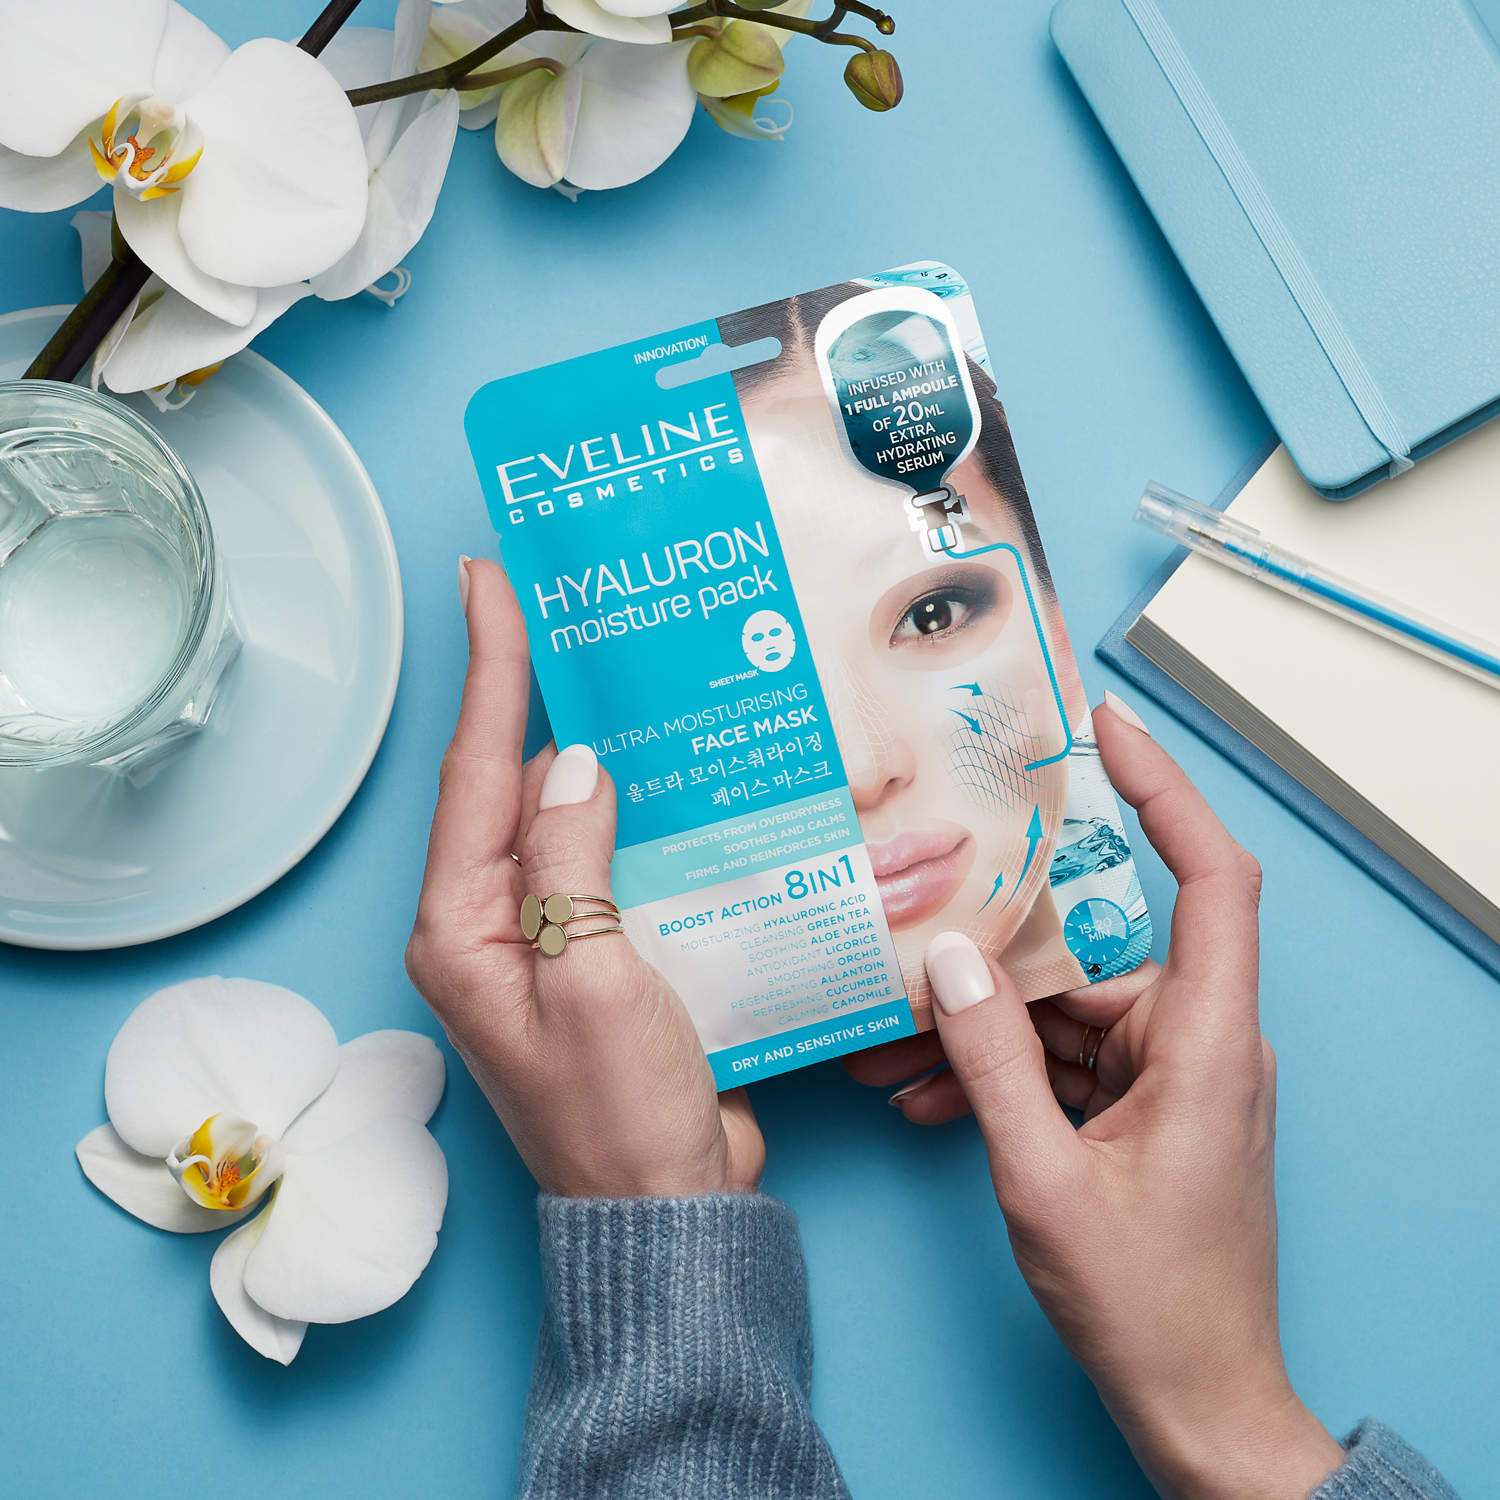 INNOVATION!
EVELINE
COSMETICS
HYALURON
moisture pack
SHEET MASK
ULTRA MOISTURISING
FACE MASK
울트라 모이스춰라이징
페이스 마스크
PROTECTS FROM OVERDRYNESS
SOOTHES AND CALMS
FIRMS AND REINFORCES SKIN
BOOST ACTION 8IN1
MOISTURIZING HYALURONIC ACID
CLEANSING GREEN TEA
SOOTHING ALOE VERA
ANTIOXIDANT LICORICE
SMOOTHING ORCHID
REGENERATING ALLANTOIN
REFRESHING CUCUMBER
CALMING CAMOMILE
DRY AND SENSITIVE SKIN
INFUSED WITH
1 FULL AMPOULE
OF 20ML
EXTRA
HYDRATING
SERUM
15-20
MIN